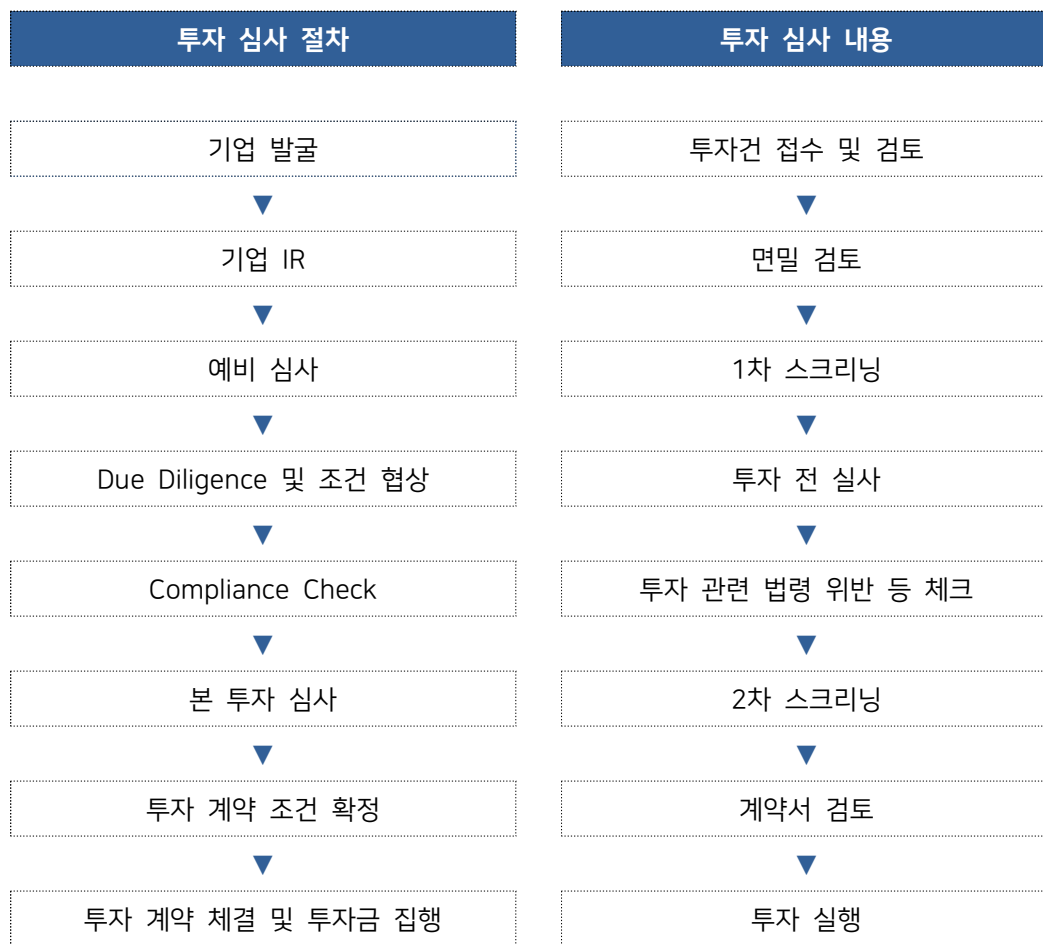 투자 심사 절차
투자 심사 내용
기업 발굴
투자건 접수 및 검토
기업 IR
면밀 검토
예비 심사
1차 스크리닝
Due Diligence 및 조건 협상
투자 전 실사
Compliance Check
투자 관련 법령 위반 등 체크
본 투자 심사
2차 스크리닝
투자 계약 조건 확정
계약서 검토
투자 계약 체결 및 투자금 집행
투자 실행